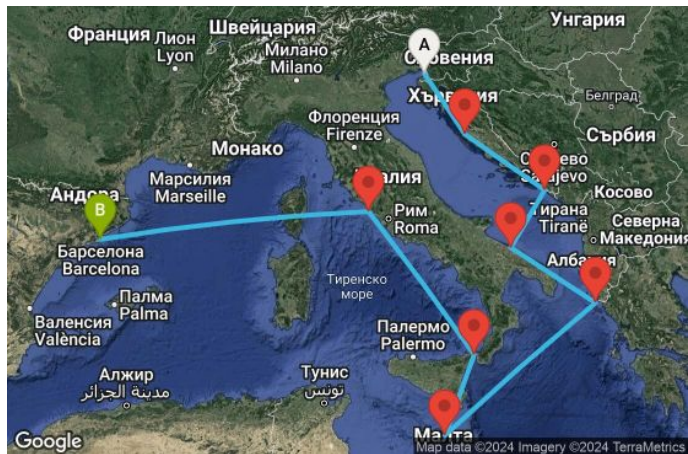 Франция
Лион
Lyon
Швейцария
Милано
Milano
A
Словения
Унгария
Хърватия
Белград
Флоренция
Firenze
Монако
Сараево
Sarajevo
Сърбия
Марсилия
Marseille
Андора
Италия
Косово
B
Рим
Roma
Тирана
Tiranë
Северна
Македония
Барселона
Barcelona
Албания
Палма
Palma
Тиренско
море
Валенсия
València
Палермо
Palermo
Алжир
مدينة الجزائر
Тунис
تونس
Малта
Google
Map data ©2024 Imagery ©2024 TerraMetrics